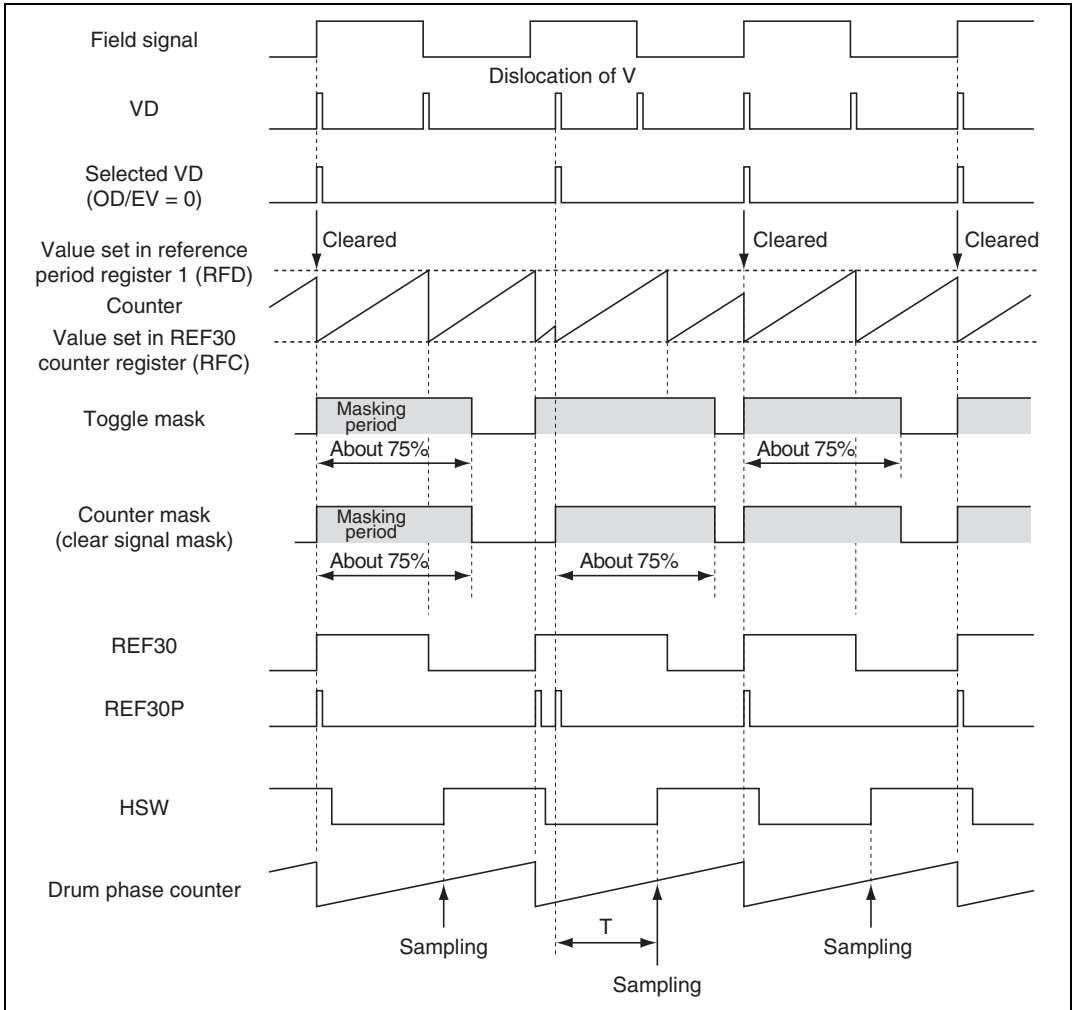 Field signal
Dislocation of V
VD
Selected VD
(OD/EV = 0)
Cleared
Cleared
Cleared
Value set in reference
period register 1 (RFD)
Counter
Value set in REF30
counter register (RFC)
Toggle mask
Masking
period
About 75%
About 75%
Counter mask
(clear signal mask)
Masking
period
About 75%
About 75%
REF30
REF30P
HSW
Drum phase counter
T
Sampling
Sampling
Sampling